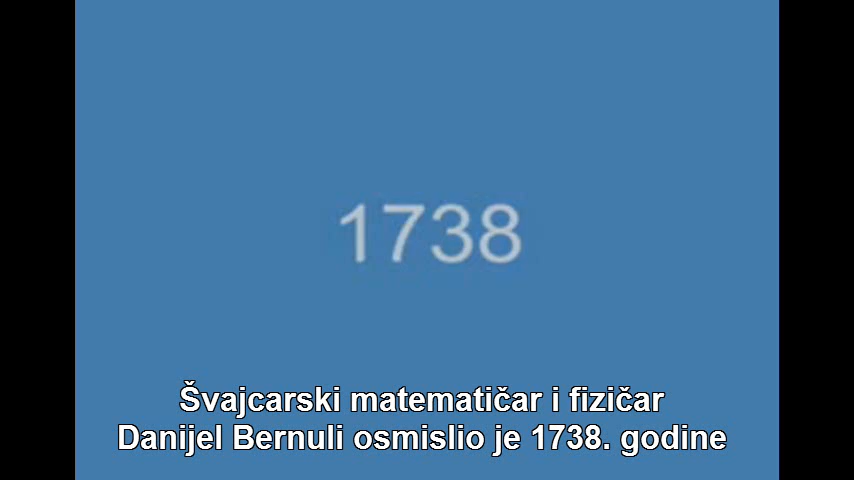 1738
Švajcarski matematičar i fizičar
Danijel Bernuli osmislio je 1738. godine